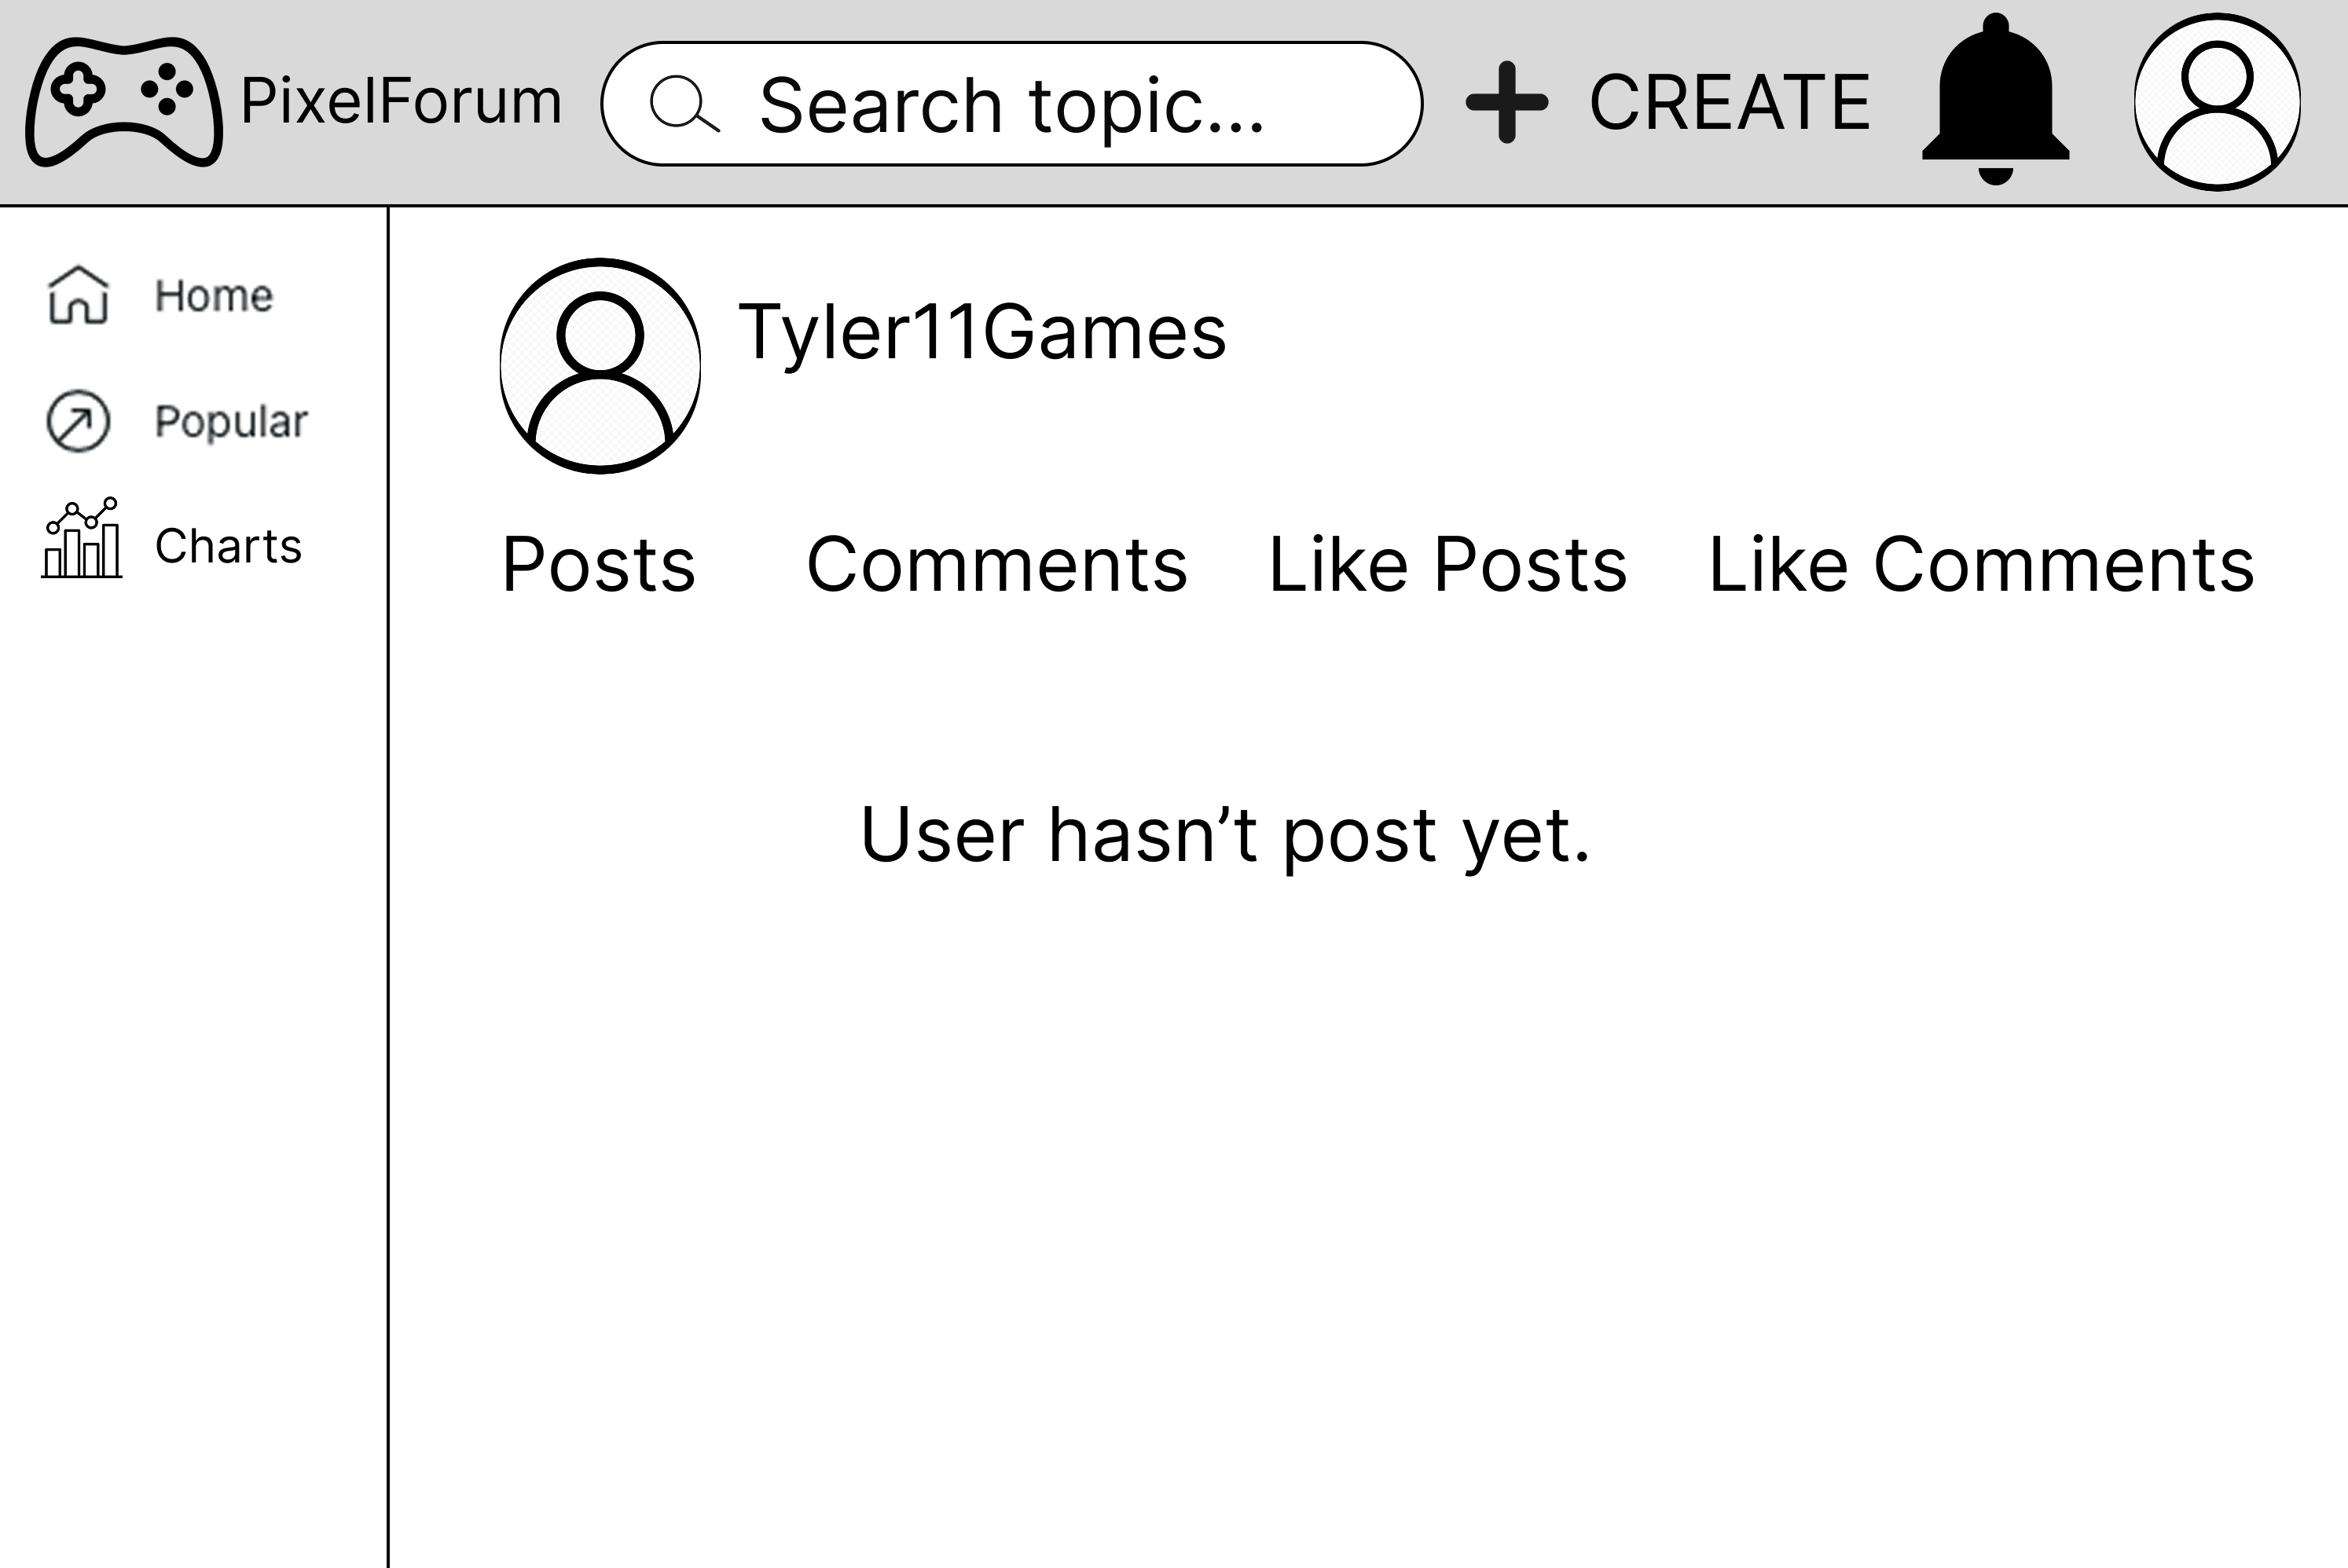 PixelForum
Search topic...
CREATE
Home
Popular
Charts
Tyler11Games
Posts
Comments
Like Posts
Like Comments
User hasn’t post yet.